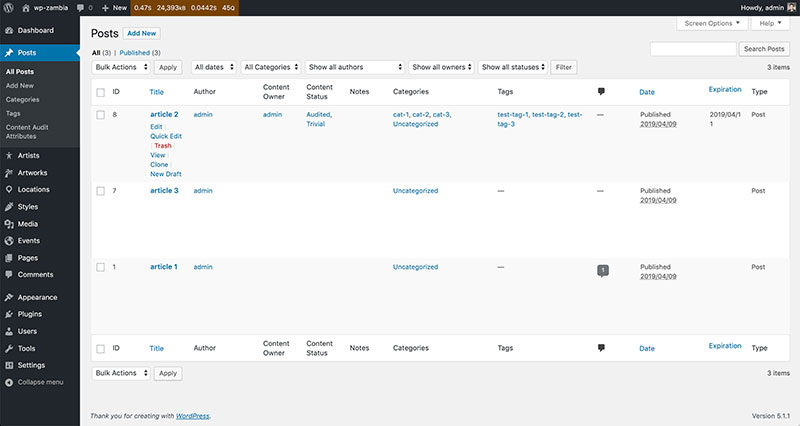 wp-zambia 0 + New 0.47s 24,393KB 0.0442s 45Q Howdy, admin
Screen Options Help
Dashboard
Posts
All Posts
Add New
Categories
Tags
Content Audit
Attributes
Artists
Artworks
Locations
Styles
Media
Events
Pages
Comments
Appearance
Plugins
Users
Tools
Settings
Collapse menu
Posts Add New
All (3) | Published (3)
Search Posts
Bulk Actions Apply All dates All Categories Show all authors Show all owners Show all statuses Filter 3 items
ID Title Author Content Owner Content Status Notes Categories Tags Date Expiration Type
8 article 2 admin admin Audited, Trivial cat-1, cat-2, cat-3, Uncategorized test-tag-1, test-tag-2, test-tag-3 — Published 2019/04/09 2019/04/11 Post
Edit |
Quick Edit
| Trash
View |
Clone |
New Draft
7 article 3 admin Uncategorized — — Published 2019/04/09 Post
1 article 1 admin Uncategorized — 1 Published 2019/04/09 Post
ID Title Author Content Owner Content Status Notes Categories Tags Date Expiration Type
Bulk Actions Apply 3 items
Thank you for creating with WordPress. Version 5.1.1